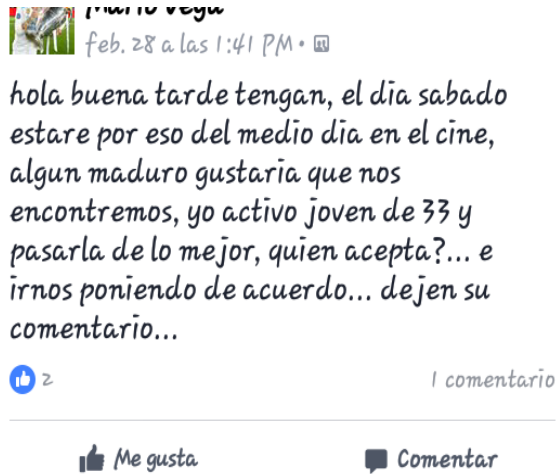 Mario Vega
feb. 28 a las 1:41 PM •
hola buena tarde tengan, el dia sabado
estare por eso del medio dia en el cine,
algun maduro gustaria que nos
encontremos, yo activo joven de 33 y
pasarla de lo mejor, quien acepta?... e
irnos poniendo de acuerdo... dejen su
comentario...
2
1 comentario
Me gusta
Comentar